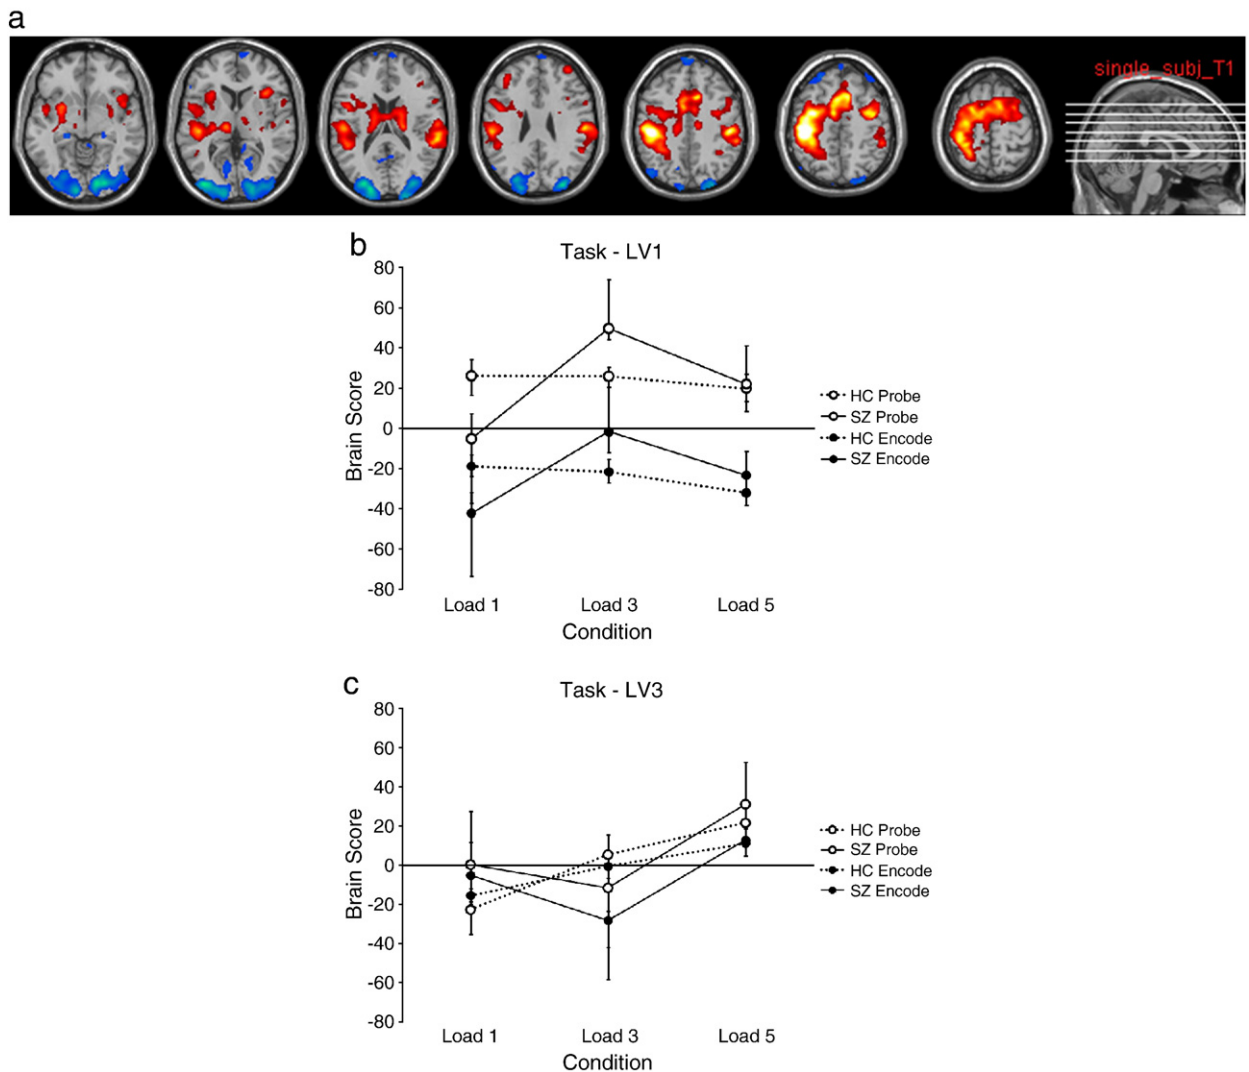 a
single_subj_T1
b
Task - LV1
80
60
40
20
0
-20
-40
-60
-80
Brain Score
Load 1 Load 3 Load 5
Condition
HC Probe
SZ Probe
HC Encode
SZ Encode
c
Task - LV3
80
60
40
20
0
-20
-40
-60
-80
Brain Score
Load 1 Load 3 Load 5
Condition
HC Probe
SZ Probe
HC Encode
SZ Encode